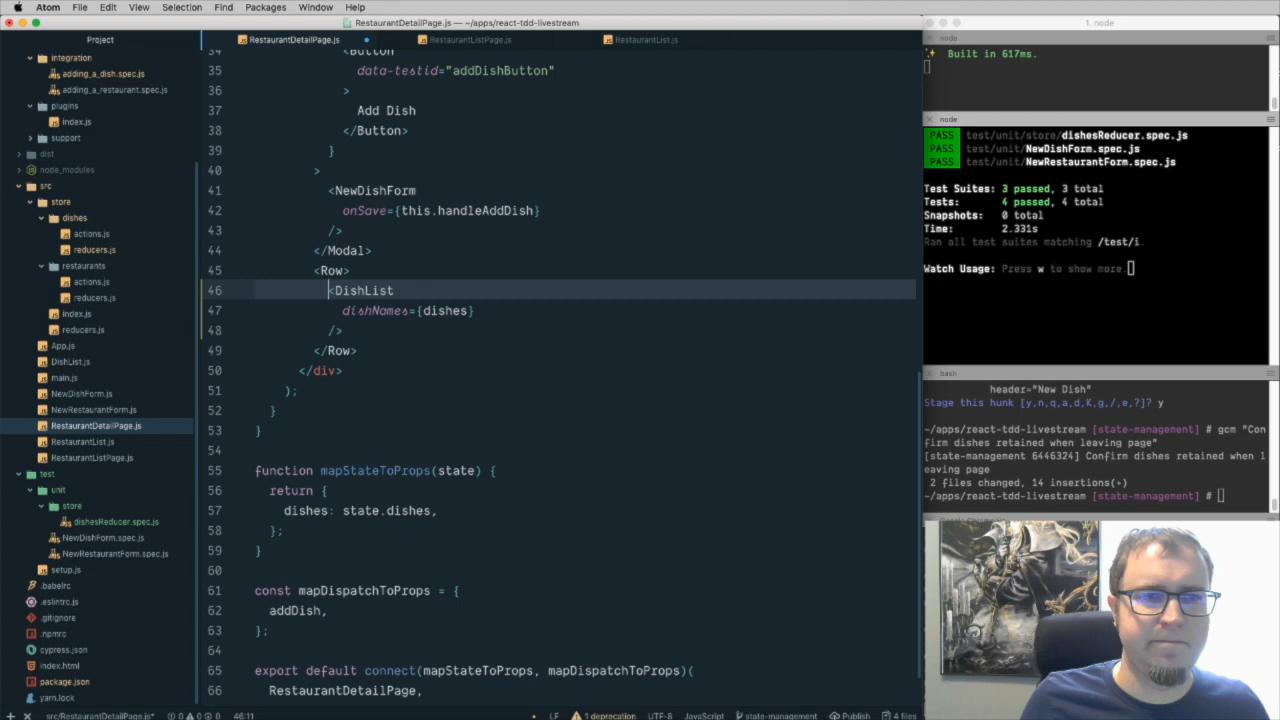 Atom File Edit View Selection Find Packages Window Help
RestaurantDetailPage.js — ~/apps/react-tdd-livestream
1. node
Project
RestaurantDetailPage.js
RestaurantListPage.js
RestaurantList.js
integration
adding_a_dish.spec.js
adding_a_restaurant.spec.js
plugins
index.js
support
dist
node_modules
src
store
dishes
actions.js
reducers.js
restaurants
actions.js
reducers.js
index.js
reducers.js
App.js
DishList.js
main.js
NewDishForm.js
NewRestaurantForm.js
RestaurantDetailPage.js
RestaurantList.js
RestaurantListPage.js
test
unit
store
dishesReducer.spec.js
NewDishForm.spec.js
NewRestaurantForm.spec.js
setup.js
.babelrc
.eslintrc.js
.gitignore
.npmrc
cypress.json
index.html
package.json
yarn.lock
34 <Button
35 data-testid="addDishButton"
36 >
37 Add Dish
38 </Button>
39 }
40 >
41 <NewDishForm
42 onSave={this.handleAddDish}
43 />
44 </Modal>
45 <Row>
46 <DishList
47 dishNames={dishes}
48 />
49 </Row>
50 </div>
51 );
52 }
53 }
54
55 function mapStateToProps(state) {
56 return {
57 dishes: state.dishes,
58 };
59 }
60
61 const mapDispatchToProps = {
62 addDish,
63 };
64
65 export default connect(mapStateToProps, mapDispatchToProps)(
66 RestaurantDetailPage,
node
✨ Built in 617ms.
node
PASS test/unit/store/dishesReducer.spec.js
PASS test/unit/NewDishForm.spec.js
PASS test/unit/NewRestaurantForm.spec.js
Test Suites: 3 passed, 3 total
Tests: 4 passed, 4 total
Snapshots: 0 total
Time: 2.331s
Ran all test suites matching /test/i.
Watch Usage: Press w to show more.
bash
header="New Dish"
Stage this hunk [y,n,q,a,d,K,g,/,e,?]? y
~/apps/react-tdd-livestream [state-management] # gcm "Con
firm dishes retained when leaving page"
[state-management 6446324] Confirm dishes retained when l
eaving page
2 files changed, 14 insertions(+)
~/apps/react-tdd-livestream [state-management] #
src/RestaurantDetailPage.js* 0 0 0 46:11 LF 1 deprecation UTF-8 JavaScript state-management Publish 4 files